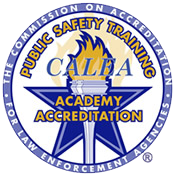 • THE COMMISSION ON ACCREDITATION •
FOR LAW ENFORCEMENT AGENCIES
PUBLIC SAFETY TRAINING
CALEA
ACADEMY
ACCREDITATION
®